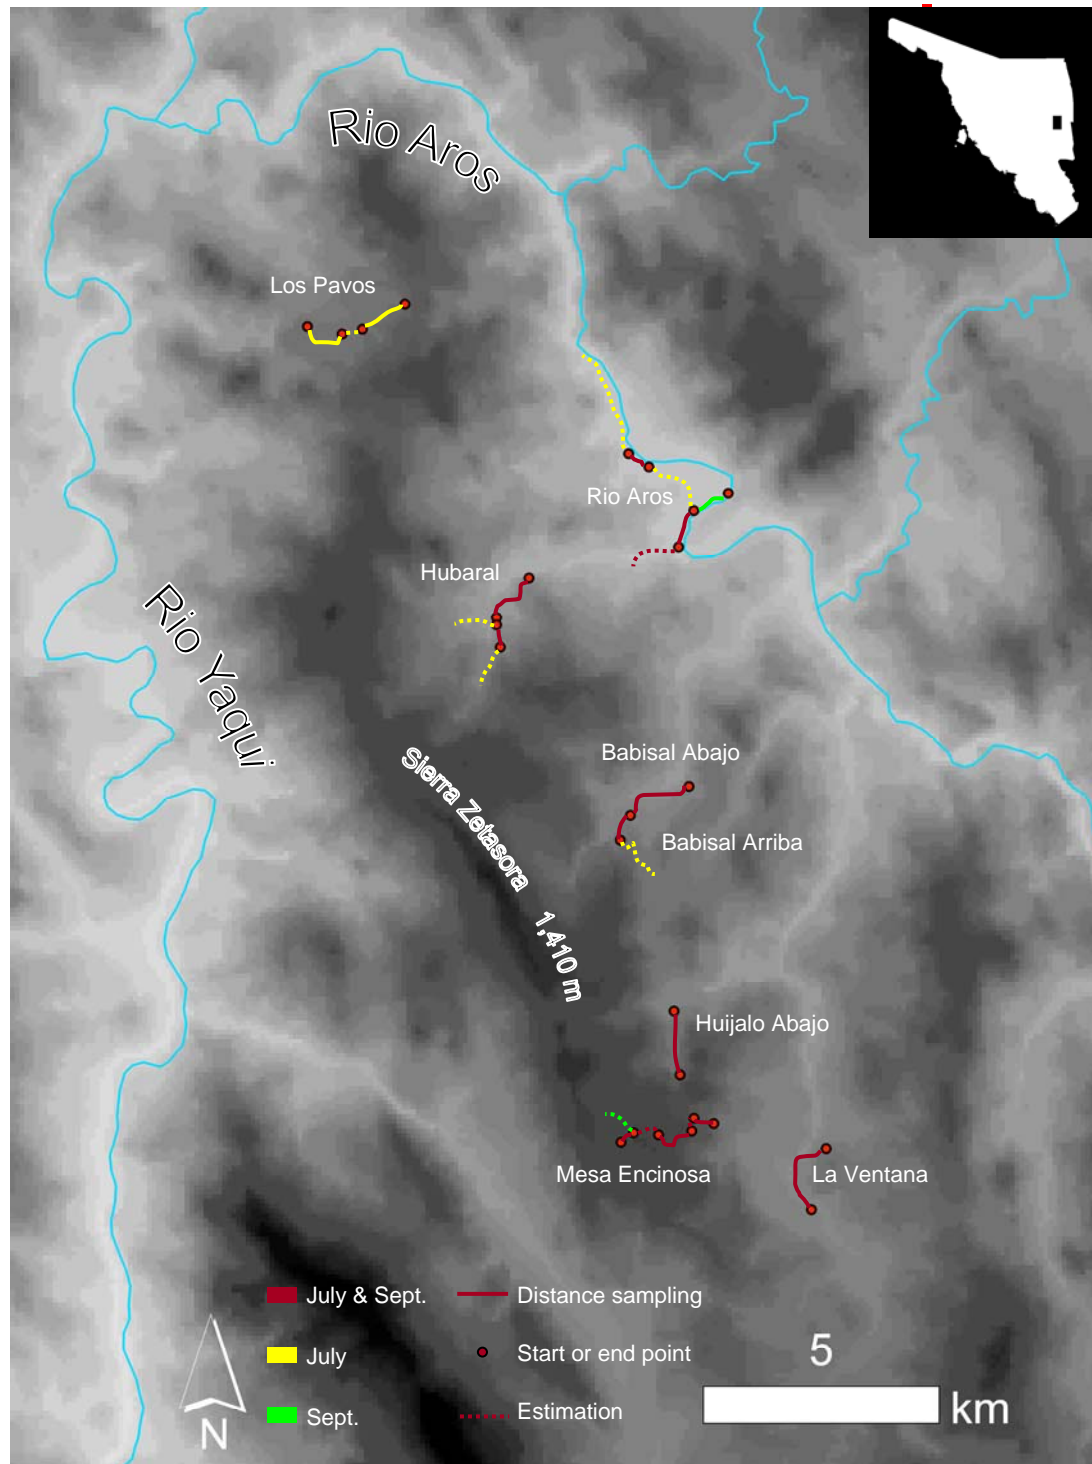 Rio Aros
Los Pavos
Rio Aros
Hubaral
Rio Yaqui
Babisal Abajo
Sierra Zetasora 1,410 m
Babisal Arriba
Huijalo Abajo
Mesa Encinosa
La Ventana
July & Sept.
Distance sampling
July
Start or end point
Sept.
Estimation
N
5
km